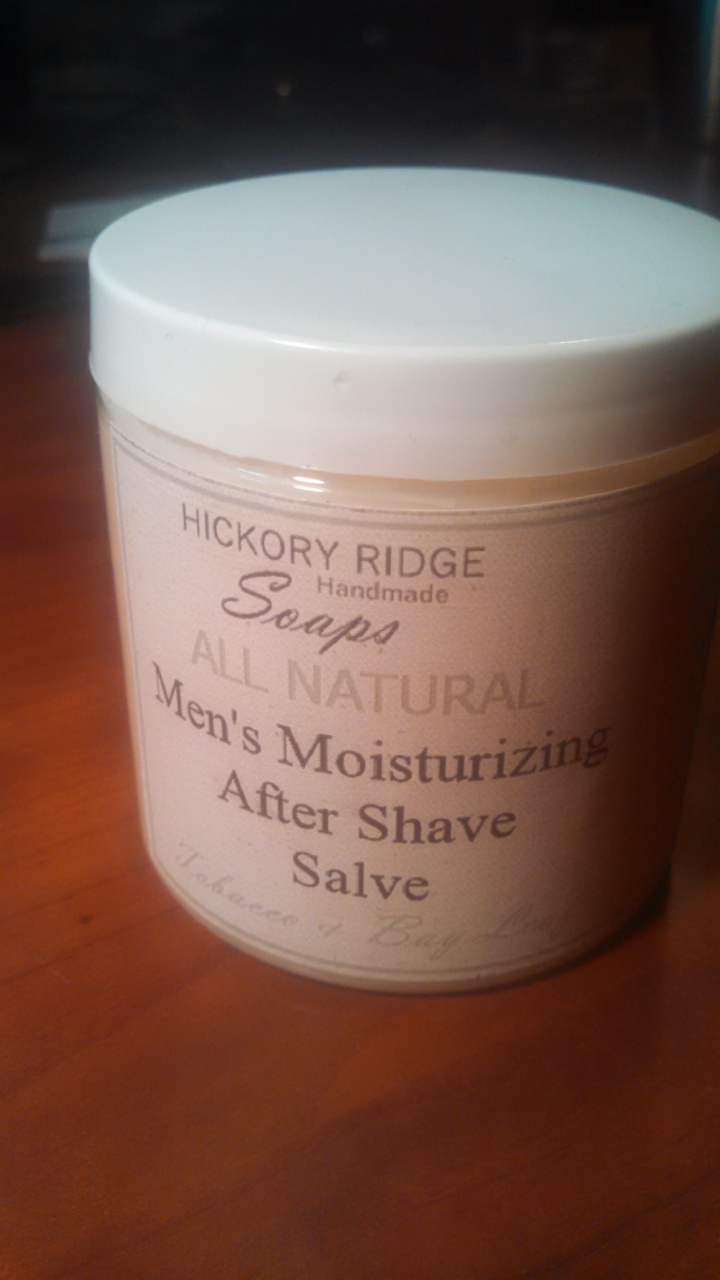 HICKORY RIDGE
Handmade
Soaps
ALL NATURAL
Men's Moisturizing
After Shave
Salve
Tobacco & Bay Leaf